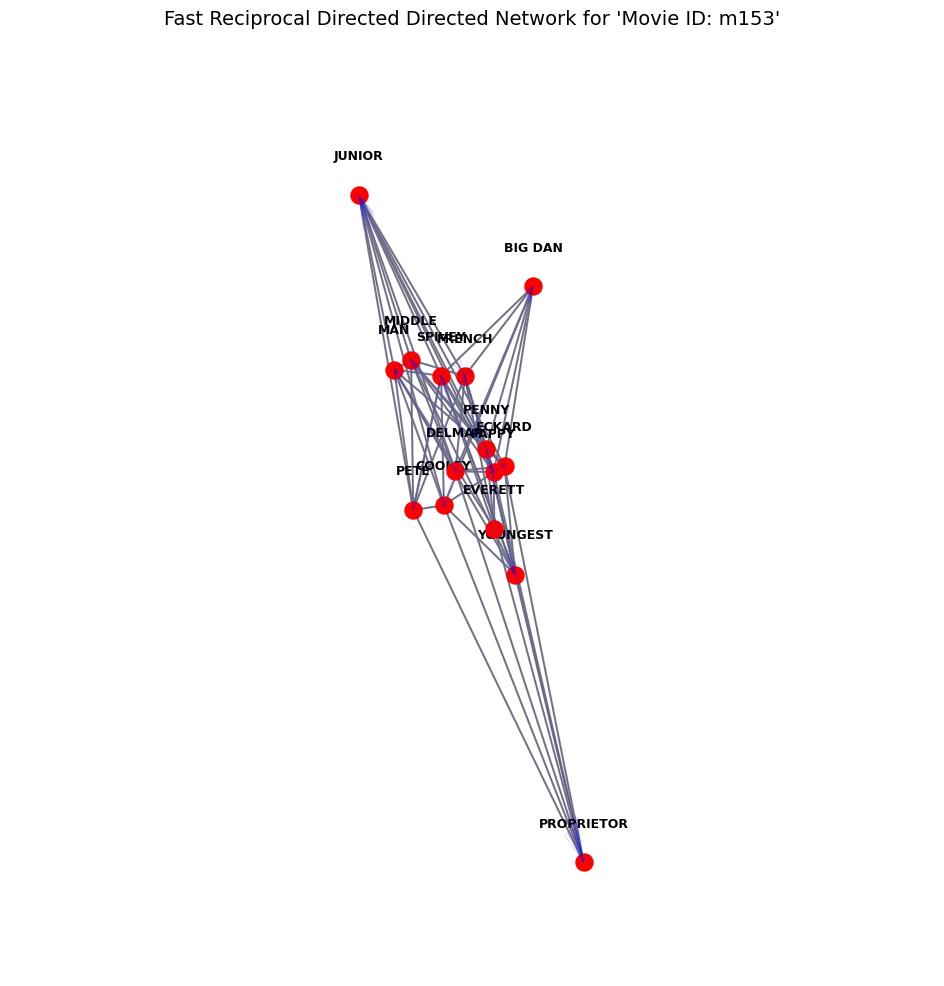 Fast Reciprocal Directed Directed Network for 'Movie ID: m153'
JUNIOR
BIG DAN
MIDDLE
MAN
SPIVEY
FRENCH
PENNY
ECKARD
DELMAR
PAPPY
COOLEY
PETE
EVERETT
YOUNGEST
PROPRIETOR